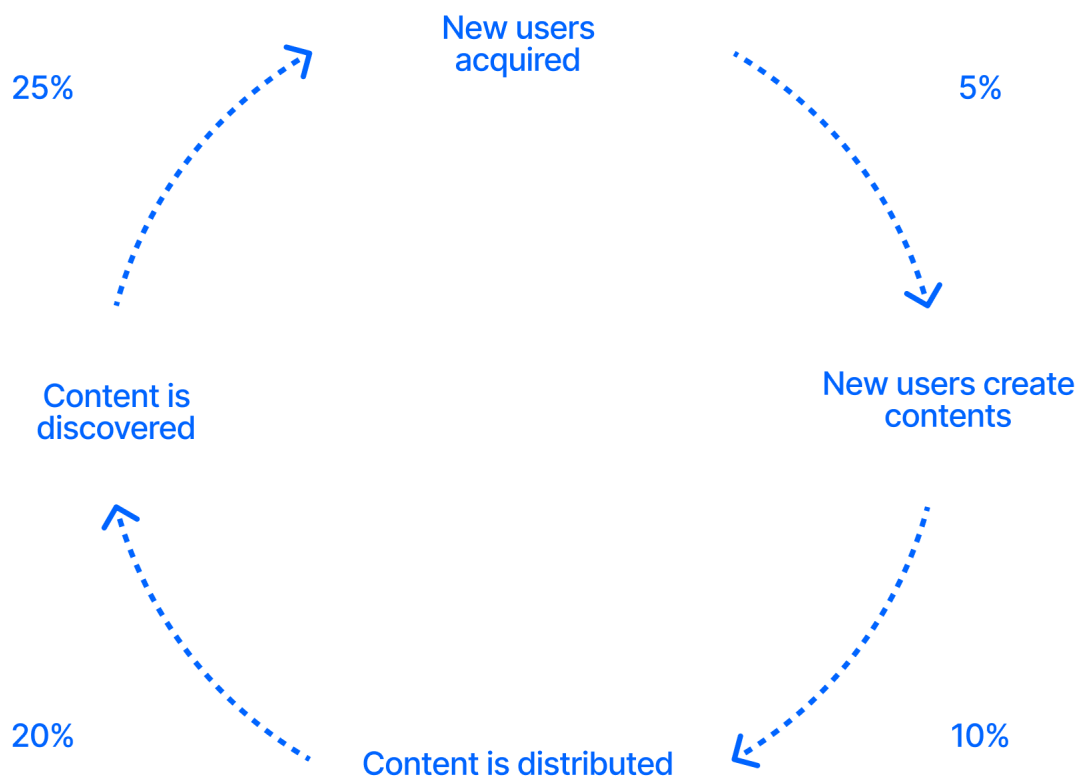 New users
acquired
25%
5%
New users create
contents
Content is
discovered
20%
10%
Content is distributed